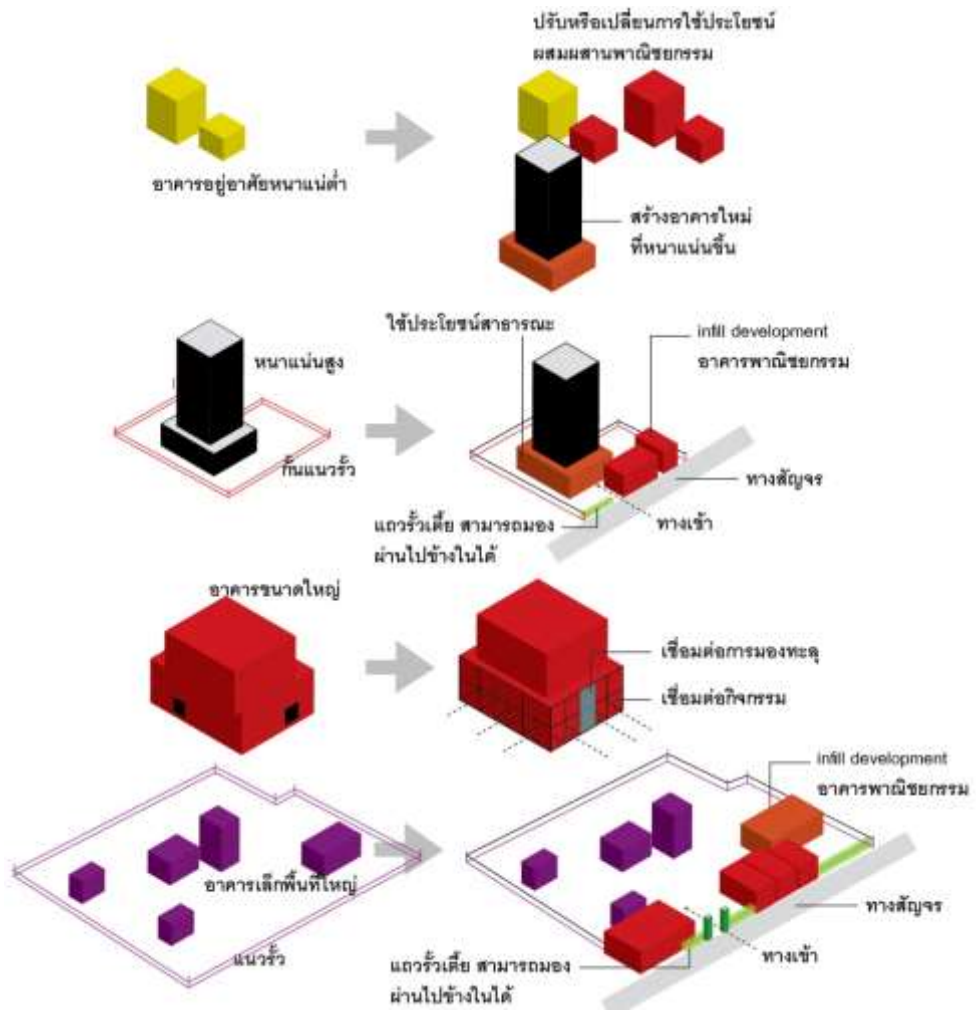 ปรับหรือเปลี่ยนการใช้ประโยชน์
ผสมผสานพาณิชยกรรม
อาคารอยู่อาศัยหนาแน่ต่ำ
สร้างอาคารใหม่
ที่หนาแน่นขึ้น
ใช้ประโยชน์สาธารณะ
infill development
อาคารพาณิชยกรรม
หนาแน่นสูง
กั้นแนวรั้ว
ทางสัญจร
ทางเข้า
แถวรั้วเตี้ย สามารถมอง
ผ่านไปข้างในได้
อาคารขนาดใหญ่
เชื่อมต่อการมองทะลุ
เชื่อมต่อกิจกรรม
infill development
อาคารพาณิชยกรรม
อาคารเล็กพื้นที่ใหญ่
ทางสัญจร
แนวรั้ว
ทางเข้า
แถวรั้วเตี้ย สามารถมอง
ผ่านไปข้างในได้